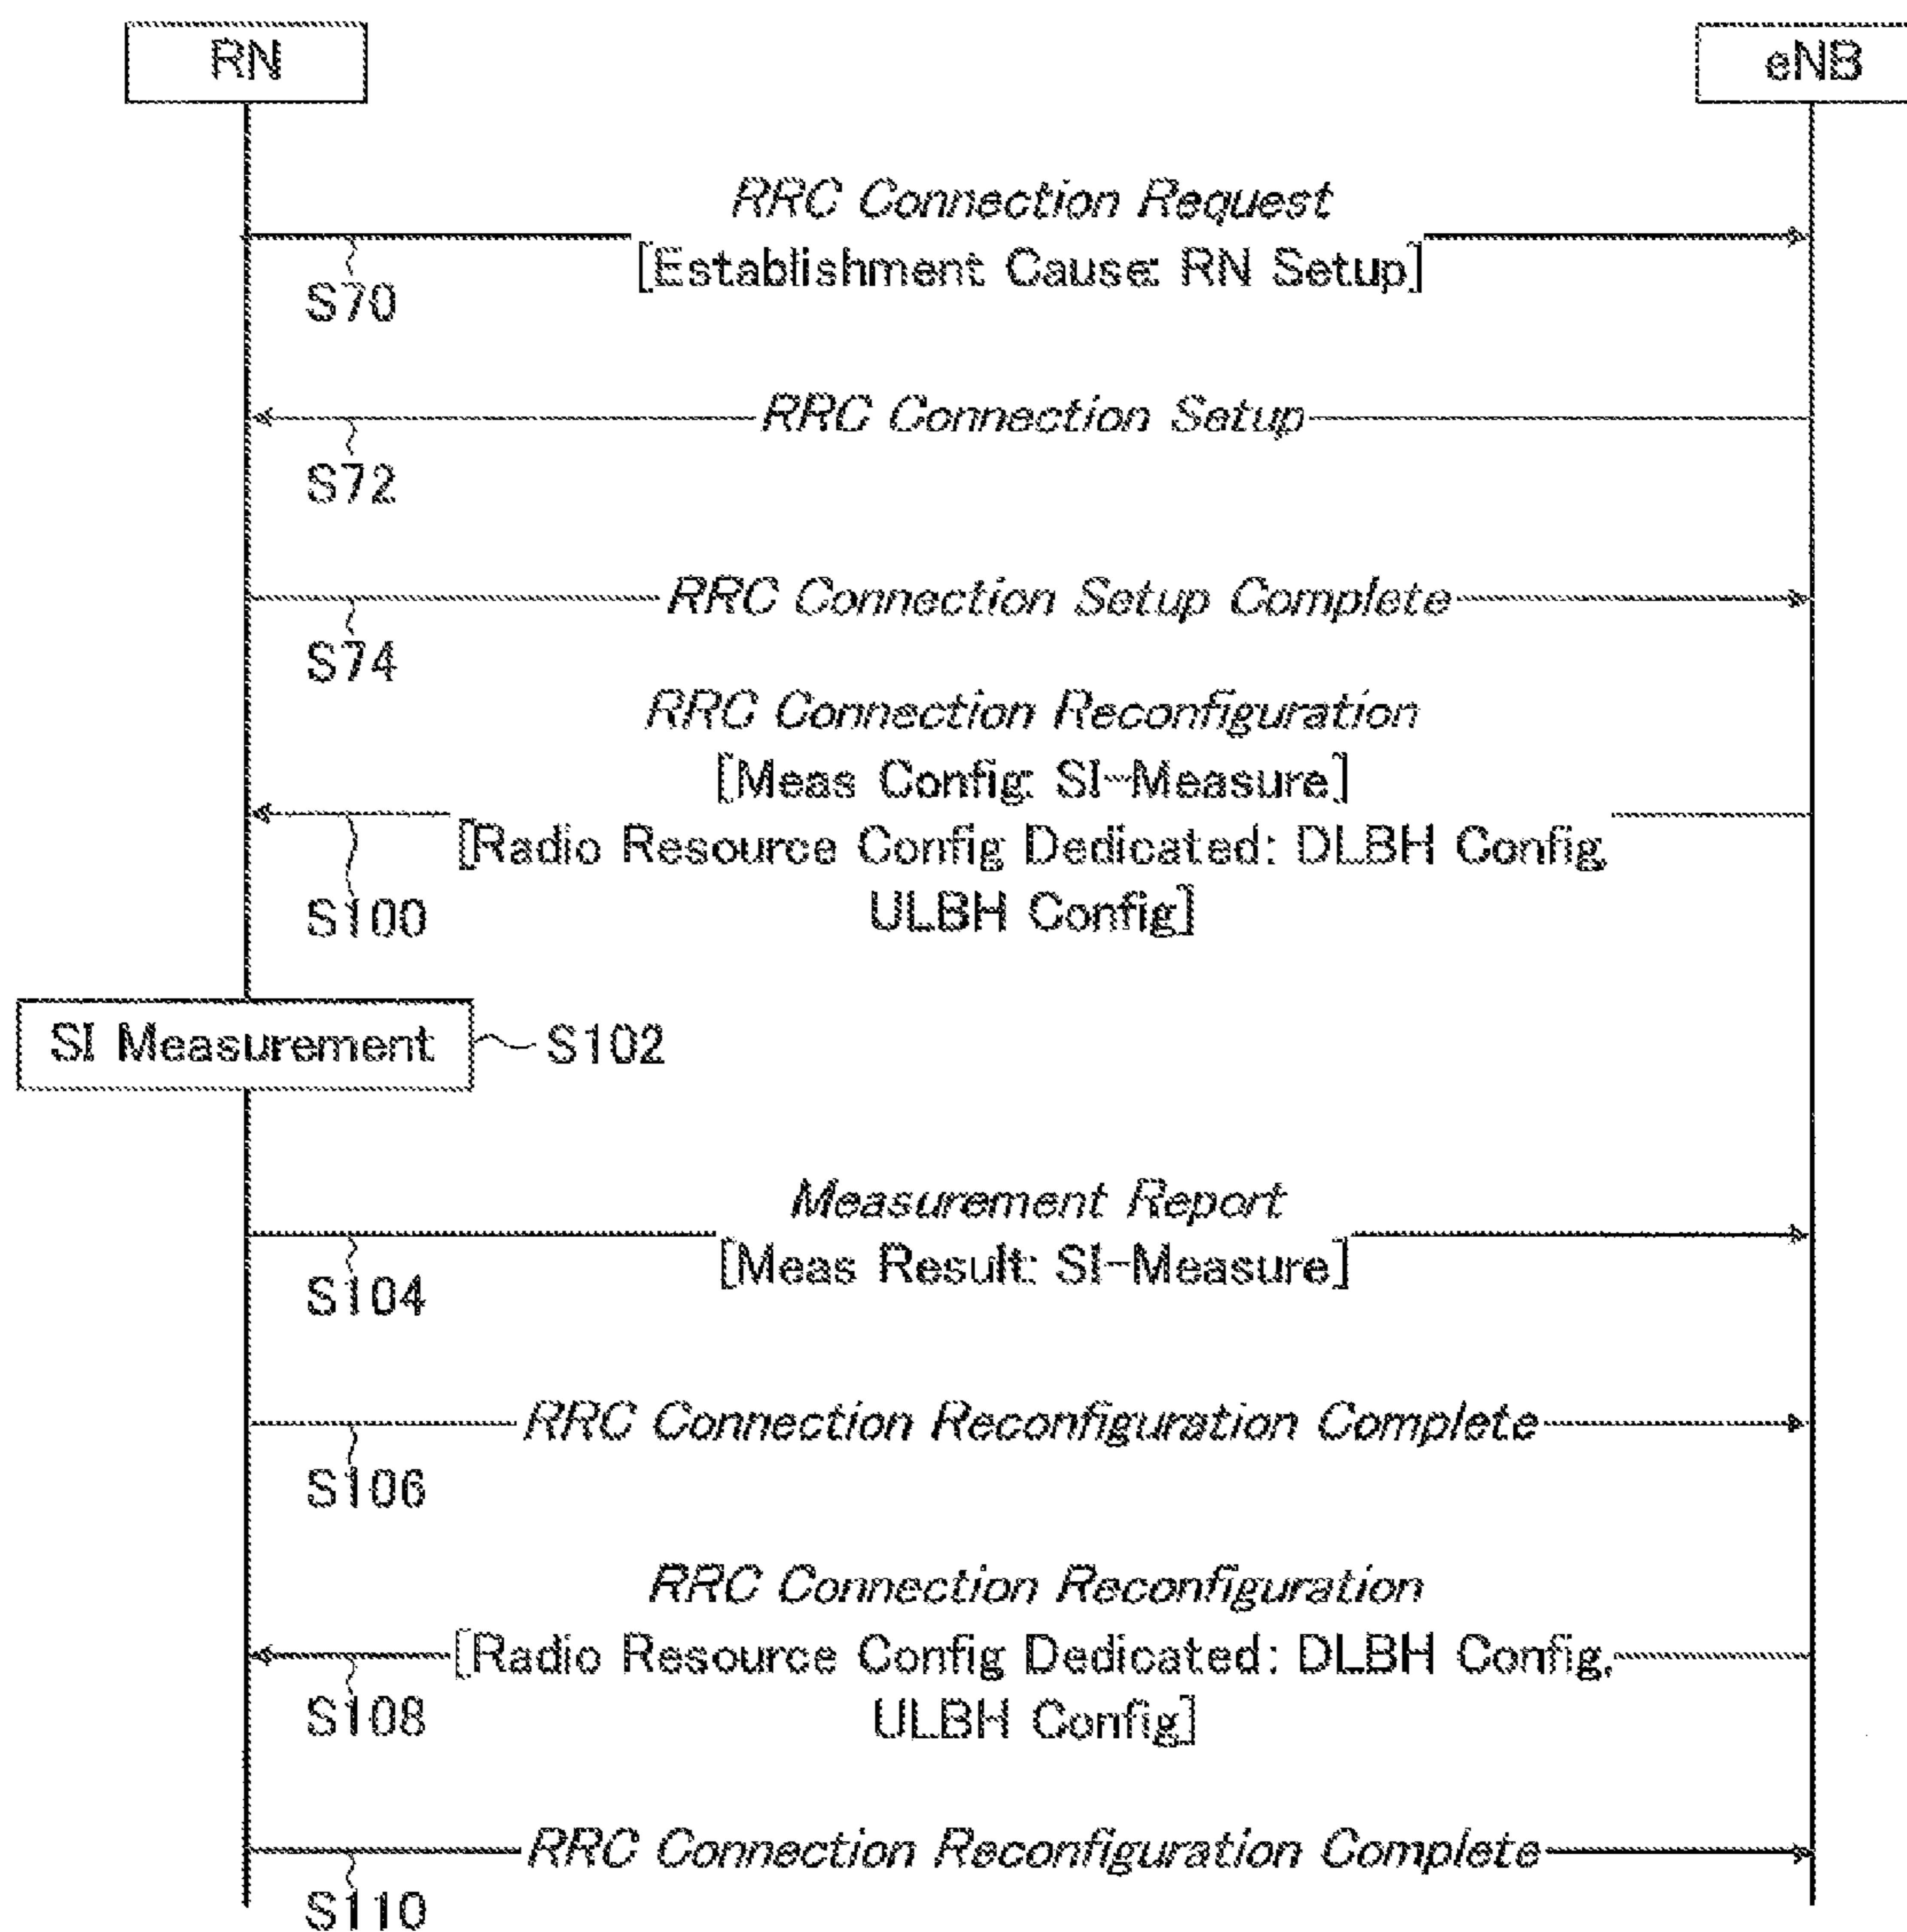 RN
eNB
RRC Connection Request
[Establishment Cause: RN Setup]
S70
RRC Connection Setup
S72
RRC Connection Setup Complete
S74
RRC Connection Reconfiguration
[Meas Config: SI-Measure]
[Radio Resource Config Dedicated: DLBH Config,
ULBH Config]
S100
SI Measurement
S102
Measurement Report
[Meas Result: SI-Measure]
S104
RRC Connection Reconfiguration Complete
S106
RRC Connection Reconfiguration
[Radio Resource Config Dedicated: DLBH Config,
ULBH Config]
S108
RRC Connection Reconfiguration Complete
S110